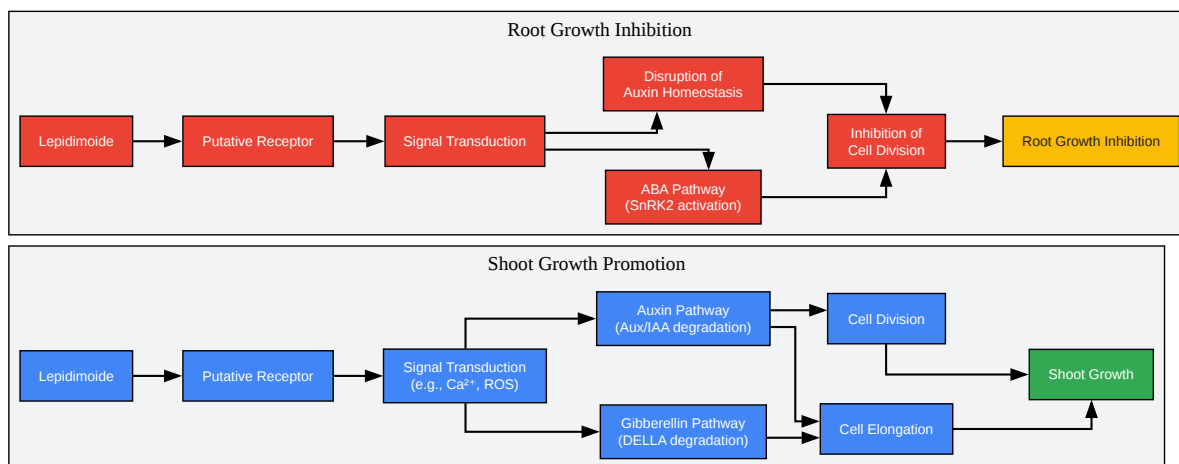 Root Growth Inhibition
Disruption of
Auxin Homeostasis
Lepidimoide
Putative Receptor
Signal Transduction
Inhibition of
Cell Division
Root Growth Inhibition
ABA Pathway
(SnRK2 activation)
Shoot Growth Promotion
Auxin Pathway
(Aux/IAA degradation)
Cell Division
Lepidimoide
Putative Receptor
Signal Transduction
(e.g., Ca²⁺, ROS)
Shoot Growth
Gibberellin Pathway
(DELLA degradation)
Cell Elongation